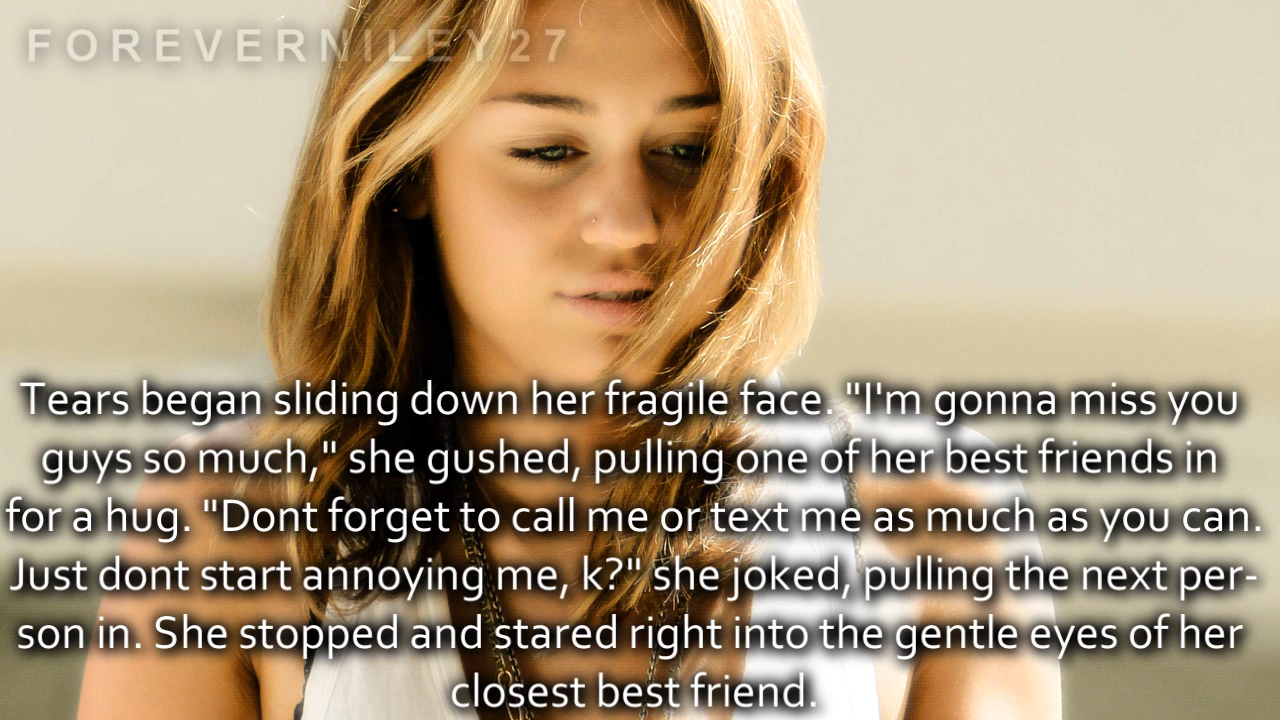 FOREVERNILEY27
Tears began sliding down her fragile face. "I'm gonna miss you
guys so much," she gushed, pulling one of her best friends in
for a hug. "Dont forget to call me or text me as much as you can.
Just dont start annoying me, k?" she joked, pulling the next per-
son in. She stopped and stared right into the gentle eyes of her
closest best friend.